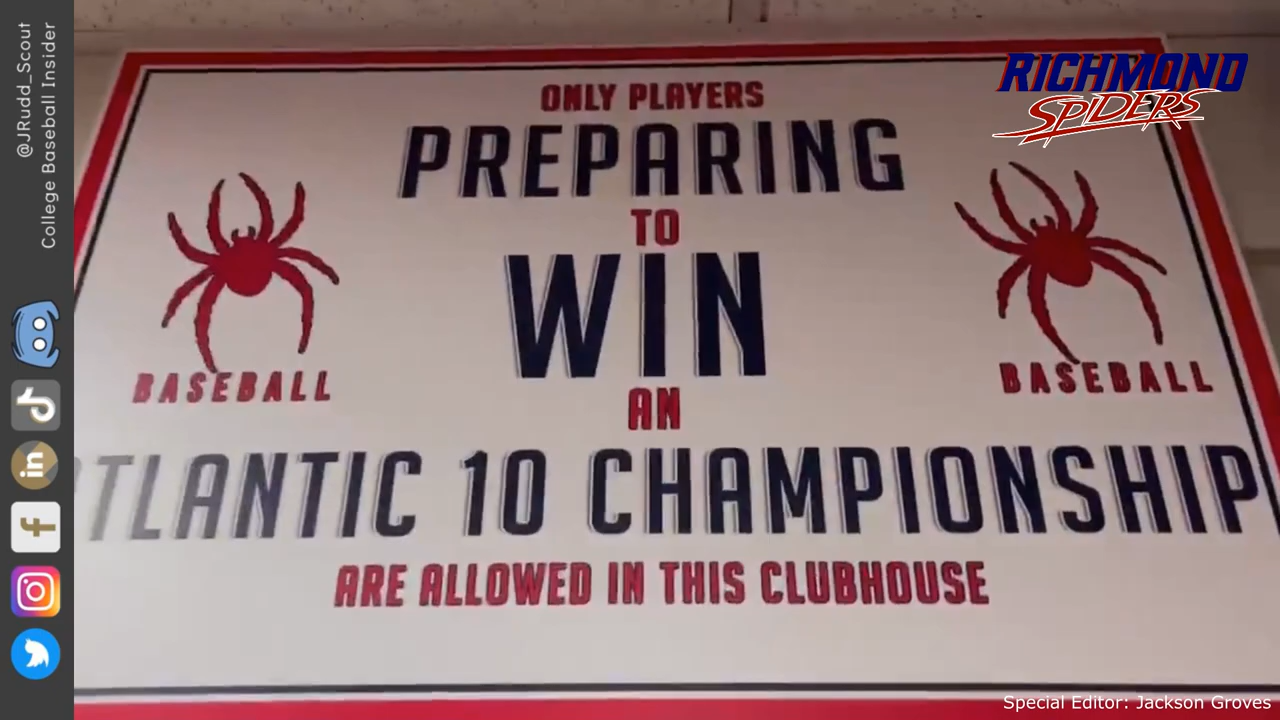 @JRudd_Scout
College Baseball Insider
RICHMOND
SPIDERS
ONLY PLAYERS
PREPARING
TO
WIN
AN
ATLANTIC 10 CHAMPIONSHIP
ARE ALLOWED IN THIS CLUBHOUSE
BASEBALL
BASEBALL
Special Editor: Jackson Groves